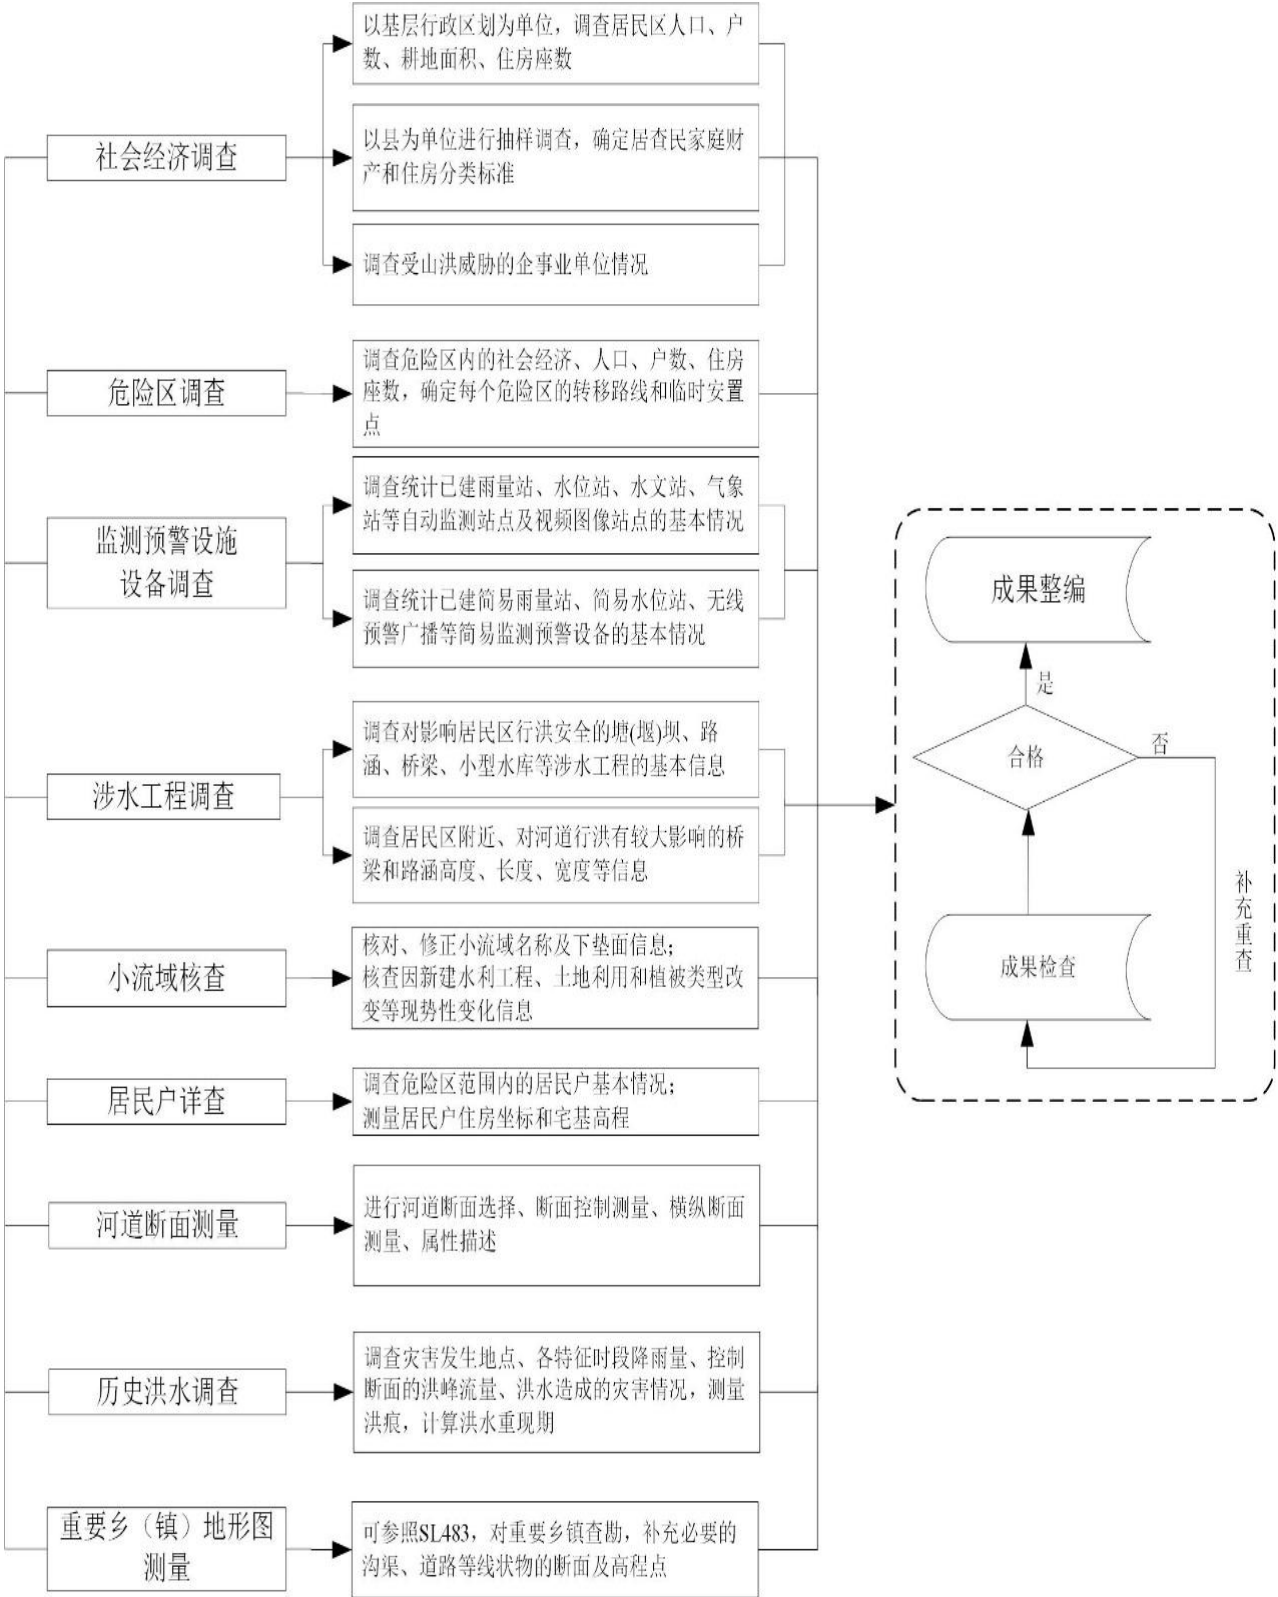 社会经济调查
以基层行政区划为单位，调查居民区人口、户
数、耕地面积、住房座数
以县为单位进行抽样调查，确定居查民家庭财
产和住房分类标准
调查受山洪威胁的企事业单位情况
危险区调查
调查危险区内的社会经济、人口、户数、住房
座数，确定每个危险区的转移路线和临时安置
点
监测预警设施
设备调查
调查统计已建雨量站、水位站、水文站、气象
站等自动监测站点及视频图像站点的基本情况
调查统计已建简易雨量站、简易水位站、无线
预警广播等简易监测预警设备的基本情况
涉水工程调查
调查对影响居民区行洪安全的塘(堰)坝、路
涵、桥梁、小型水库等涉水工程的基本信息
调查居民区附近、对河道行洪有较大影响的桥
梁和路涵高度、长度、宽度等信息
小流域核查
核对、修正小流域名称及下垫面信息；
核查因新建水利工程、土地利用和植被类型改
变等现势性变化信息
居民户详查
调查危险区范围内的居民户基本情况；
测量居民户住房坐标和宅基高程
河道断面测量
进行河道断面选择、断面控制测量、横纵断面
测量、属性描述
历史洪水调查
调查灾害发生地点、各特征时段降雨量、控制
断面的洪峰流量、洪水造成的灾害情况，测量
洪痕，计算洪水重现期
重要乡（镇）地形图
测量
可参照SL483，对重要乡镇查勘，补充必要的
沟渠、道路等线状物的断面及高程点
成果整编
是
合格
否
补充重查
成果检查